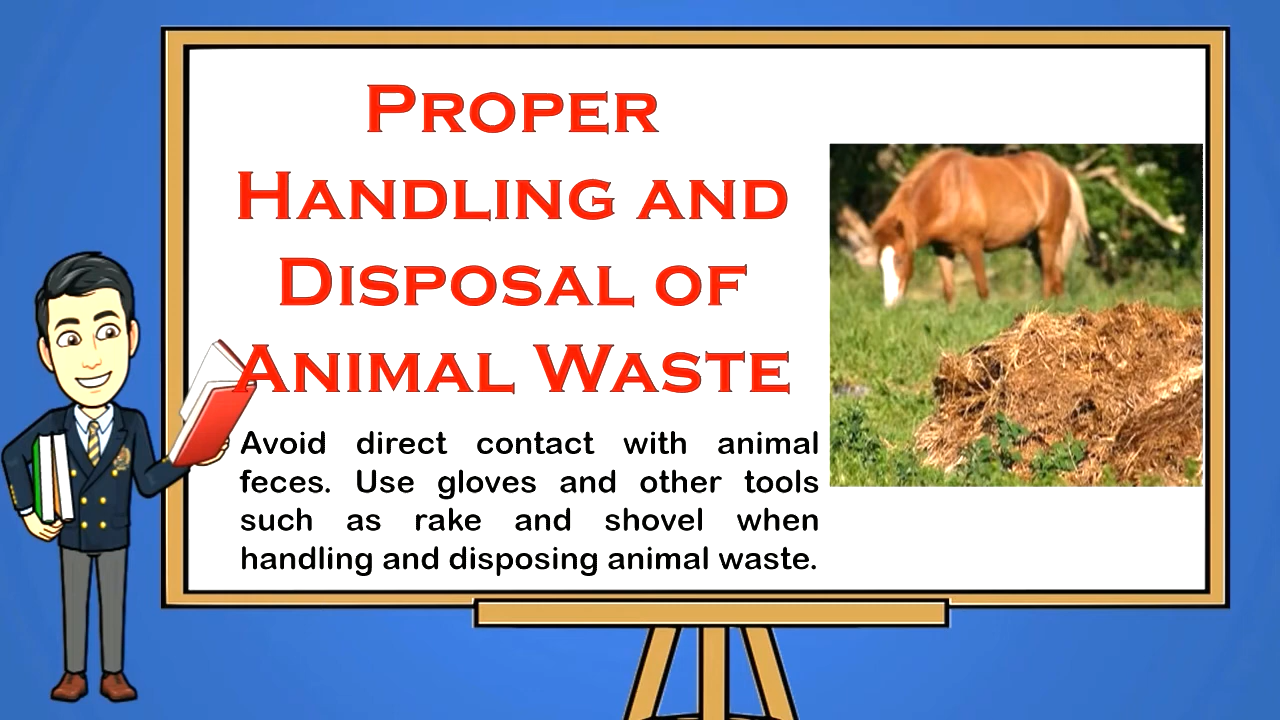 PROPER
HANDLING AND
DISPOSAL OF
ANIMAL WASTE
Avoid direct contact with animal
feces. Use gloves and other tools
such as rake and shovel when
handling and disposing animal waste.